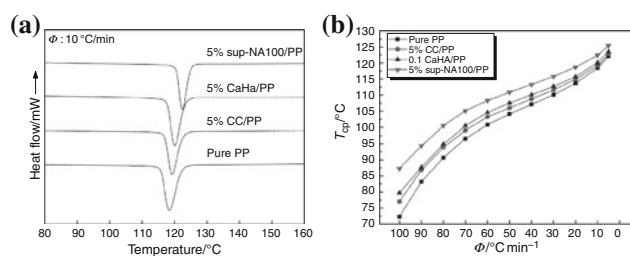 (a)
Φ : 10 °C/min
5% sup-NA100/PP
5% CaHa/PP
5% CC/PP
Pure PP
Heat flow/mW
80 90 100 110 120 130 140 150 160
Temperature/°C
(b)
130
125
120
115
110
105
100
95
90
85
80
75
70
Tcp/°C
Pure PP
5% CC/PP
0.1 CaHA/PP
5% sup-NA100/PP
100 90 80 70 60 50 40 30 20 10 0
Φ/°C min⁻¹